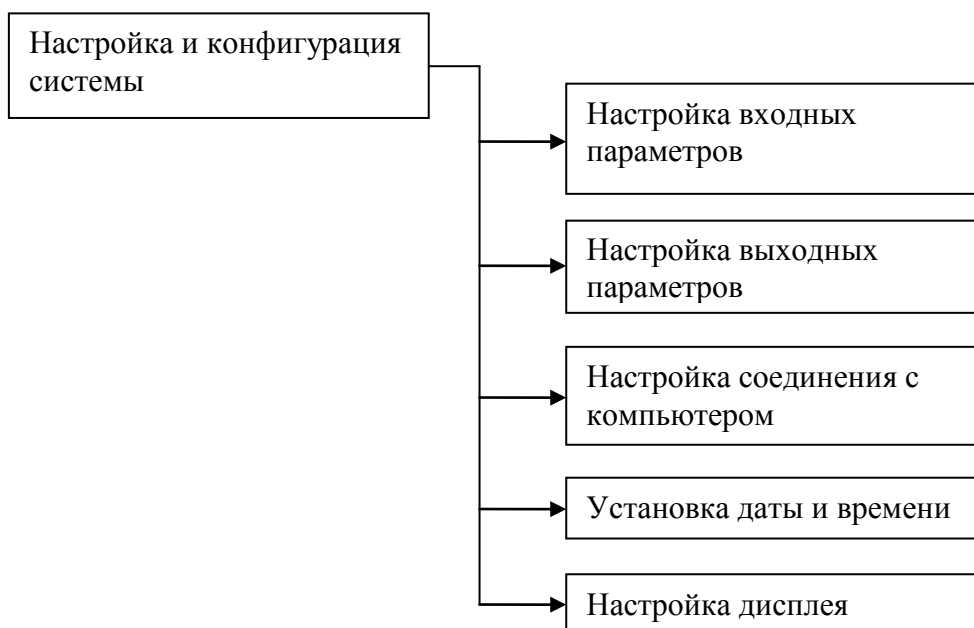 Настройка и конфигурация
системы
Настройка входных
параметров
Настройка выходных
параметров
Настройка соединения с
компьютером
Установка даты и времени
Настройка дисплея